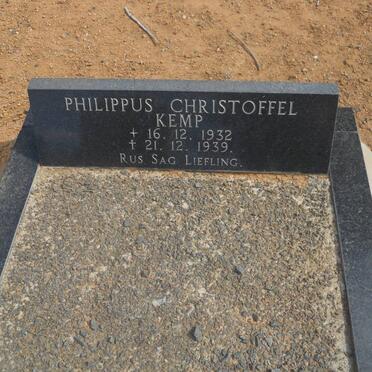 PHILIPPUS CHRISTOFFEL
KEMP
+ 16. 12. 1932
† 21. 12. 1939.
RUS SAG LIEFLING.